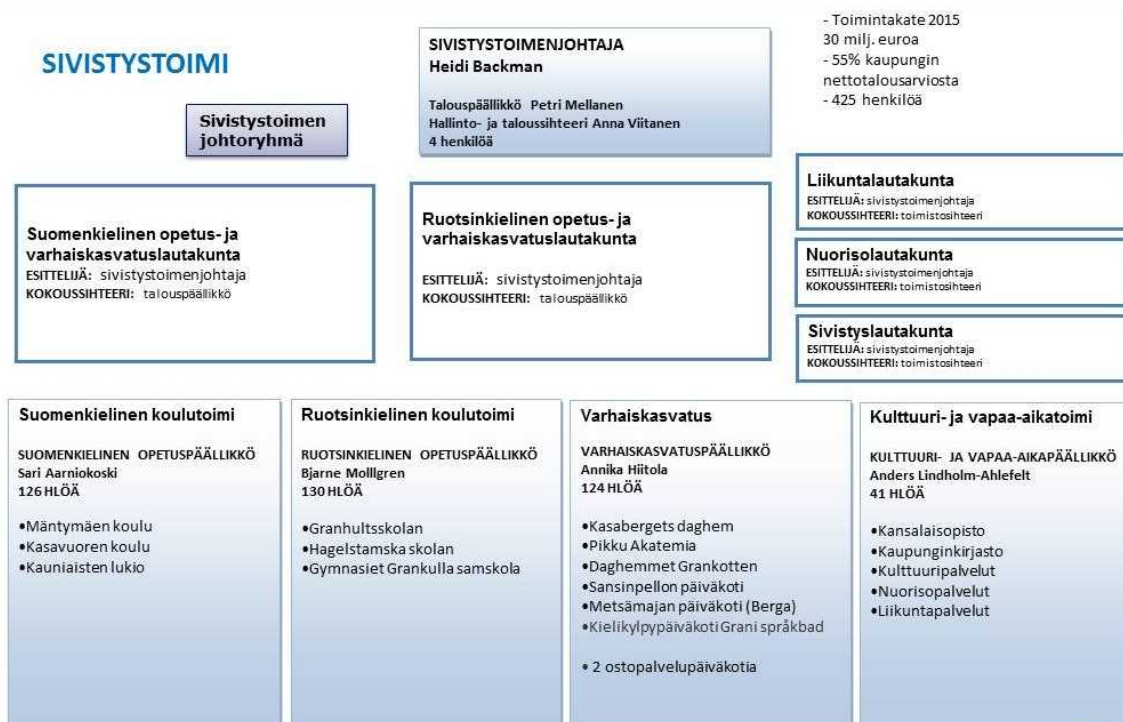 SIVISTYSTOIMI
Sivistystoimen
johtoryhmä
SIVISTYSTOIMENJOHTAJA
Heidi Backman
Talouspäällikkö Petri Mellanen
Hallinto- ja taloussihteeri Anna Viitanen
4 henkilöä
- Toimintakate 2015
30 milj. euroa
- 55% kaupungin
nettotalousarviosta
- 425 henkilöä
Suomenkielinen opetus- ja
varhaiskasvatuslautakunta
ESITTELIJÄ: sivistystoimenjohtaja
KOKOUSSIHTEERI: talouspäällikkö
Ruotsinkielinen opetus- ja
varhaiskasvatuslautakunta
ESITTELIJÄ: sivistystoimenjohtaja
KOKOUSSIHTEERI: talouspäällikkö
Liikuntalautakunta
ESITTELIJÄ: sivistystoimenjohtaja
KOKOUSSIHTEERI: toimistosihteeri
Nuorisolautakunta
ESITTELIJÄ: sivistystoimenjohtaja
KOKOUSSIHTEERI: toimistosihteeri
Sivistyslautakunta
ESITTELIJÄ: sivistystoimenjohtaja
KOKOUSSIHTEERI: toimistosihteeri
Suomenkielinen koulutoimi
SUOMENKIELINEN OPETUSPÄÄLLIKKÖ
Sari Aarniokoski
126 HLÖÄ
•Mäntymäen koulu
•Kasavuoren koulu
•Kauniaisten lukio
Ruotsinkielinen koulutoimi
RUOTSINKIELINEN OPETUSPÄÄLLIKKÖ
Bjarne Mollgren
130 HLÖÄ
•Granhultsskolan
•Hagelstamska skolan
•Gymnasiet Grankulla samskola
Varhaiskasvatus
VARHAISKASVATUSPÄÄLLIKKÖ
Annika Hiitola
124 HLÖÄ
•Kasabergets daghem
•Pikku Akatemia
•Daghemmet Grankotten
•Sansinpellon päiväkoti
•Metsämajan päiväkoti (Berga)
•Kielikylpypäiväkoti Grani språkbad
• 2 ostopalvelupäiväkotia
Kulttuuri- ja vapaa-aikatoimi
KULTTUURI- JA VAPAA-AIKAPÄÄLLIKKÖ
Anders Lindholm-Ahlefelt
41 HLÖÄ
•Kansalaisopisto
•Kaupunginkirjasto
•Kulttuuripalvelut
•Nuorisopalvelut
•Liikuntapalvelut